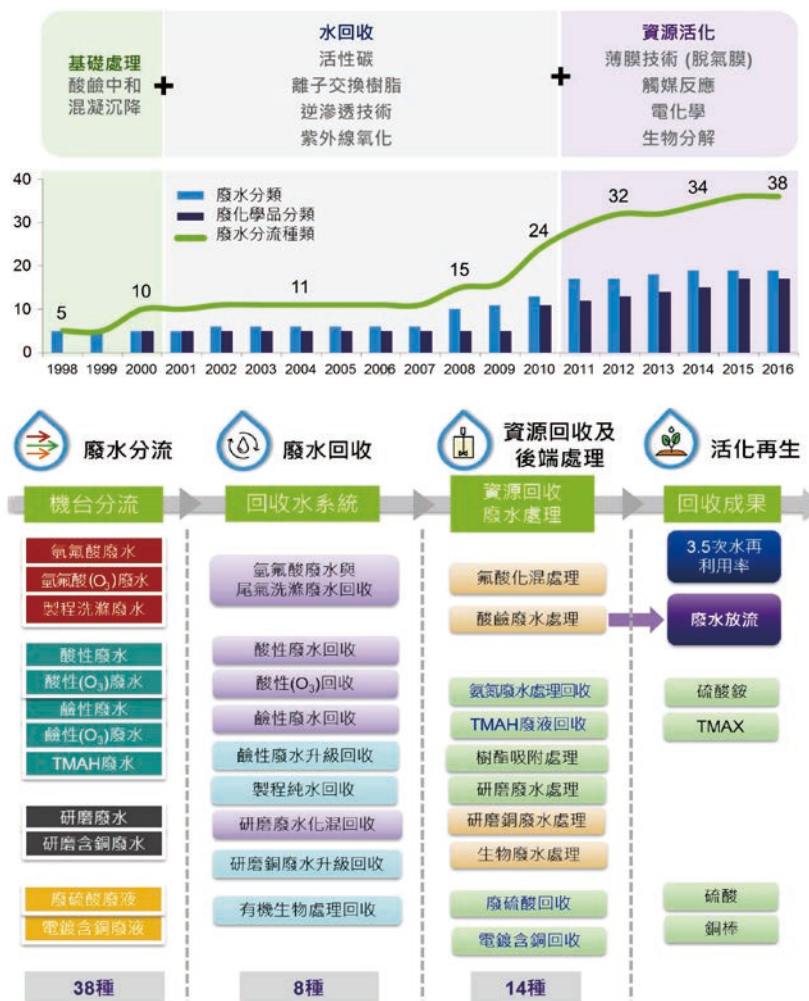 基礎處理
酸鹼中和
混凝沉降
+
水回收
活性碳
離子交換樹脂
逆滲透技術
紫外線氧化
+
資源活化
薄膜技術 (脫氣膜)
觸媒反應
電化學
生物分解
40
30
20
10
0
廢水分類
廢化學品分類
廢水分流種類
5
10
11
15
24
32
34
38
1998 1999 2000 2001 2002 2003 2004 2005 2006 2007 2008 2009 2010 2011 2012 2013 2014 2015 2016
廢水分流
機台分流
氫氟酸廢水
氫氟酸(O₃)廢水
製程洗滌廢水
酸性廢水
酸性(O₃)廢水
鹼性廢水
鹼性(O₃)廢水
TMAH廢水
研磨廢水
研磨含銅廢水
廢硫酸廢液
電鍍含銅廢液
38種
廢水回收
回收水系統
氫氟酸廢水與
尾氣洗滌廢水回收
酸性廢水回收
酸性(O₃)回收
鹼性廢水回收
鹼性廢水升級回收
製程純水回收
研磨廢水化混回收
研磨銅廢水升級回收
有機生物處理回收
8種
資源回收及
後端處理
資源回收
廢水處理
氟酸化混處理
酸鹼廢水處理
氨氮廢水處理回收
TMAH廢液回收
樹酯吸附處理
研磨廢水處理
研磨銅廢水處理
生物廢水處理
廢硫酸回收
電鍍含銅回收
14種
活化再生
回收成果
3.5次水再
利用率
廢水放流
硫酸銨
TMAX
硫酸
銅棒